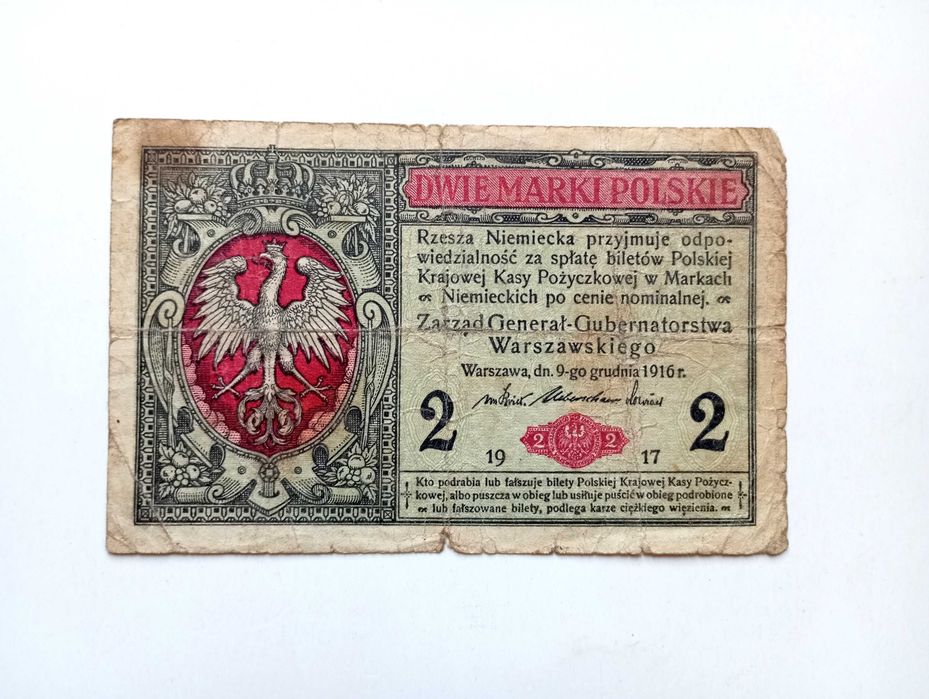 DWIE MARKI POLSKIE
Rzesza Niemiecka przyjmuje odpo-
wiedzialność za spłatę biletów Polskiej
Krajowej Kasy Pożyczkowej w Markach
Niemieckich po cenie nominalnej.
Zarząd Generał-Gubernatorstwa
Warszawskiego
Warszawa, dn. 9-go grudnia 1916 r.
2 2
2 2
19 17
Kto podrabia lub fałszuje bilety Polskiej Krajowej Kasy Pożycz-
kowej, albo puszcza w obieg lub usiłuje puścić w obieg podrobione
lub fałszowane bilety, podlega karze ciężkiego więzienia.